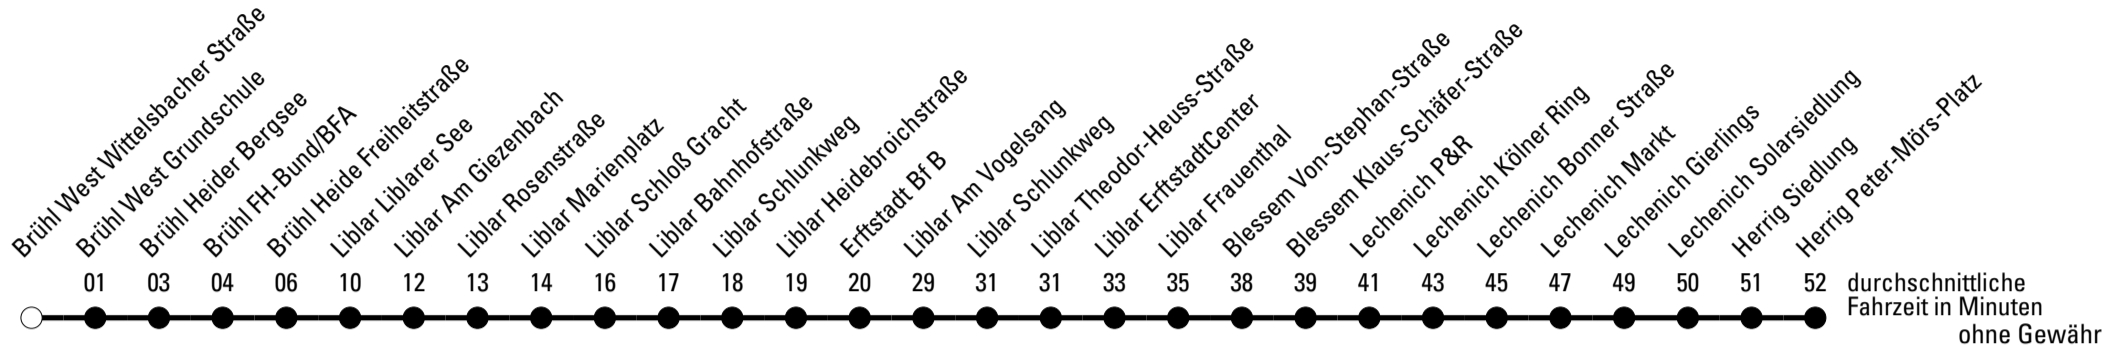 Brühl West Wittelsbacher Straße
Brühl West Grundschule
Brühl Heider Bergsee
Brühl FH-Bund/BFA
Brühl Heide Freiheitstraße
Liblar Liblarer See
Liblar Am Giezenbach
Liblar Rosenstraße
Liblar Marienplatz
Liblar Schloß Gracht
Liblar Bahnhofstraße
Liblar Schlunkweg
Liblar Heidebroichstraße
Erftstadt Bf B
Liblar Am Vogelsang
Liblar Schlunkweg
Liblar Theodor-Heuss-Straße
Liblar ErftstadtCenter
Liblar Frauenthal
Blessem Von-Stephan-Straße
Blessem Klaus-Schäfer-Straße
Lechenich P&R
Lechenich Kölner Ring
Lechenich Bonner Straße
Lechenich Markt
Lechenich Gierlings
Lechenich Solarsiedlung
Herrig Siedlung
Herrig Peter-Mörs-Platz
01 03 04 06 10 12 13 14 16 17 18 19 20 29 31 31 33 35 38 39 41 43 45 47 49 50 51 52 durchschnittliche
Fahrzeit in Minuten
ohne Gewähr